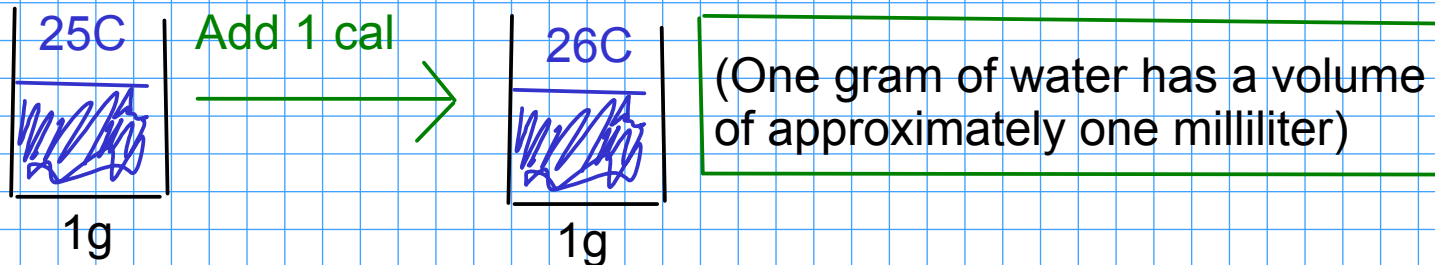 25C
Add 1 cal
26C
(One gram of water has a volume
of approximately one milliliter)
1g
1g